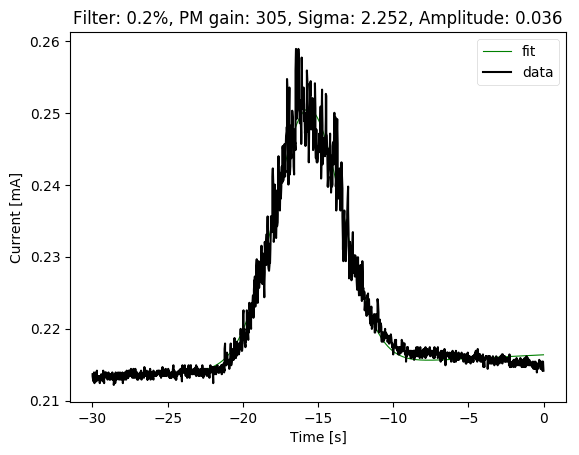 Filter: 0.2%, PM gain: 305, Sigma: 2.252, Amplitude: 0.036
fit
data
0.26
0.25
0.24
0.23
0.22
0.21
Current [mA]
−30 −25 −20 −15 −10 −5 0
Time [s]